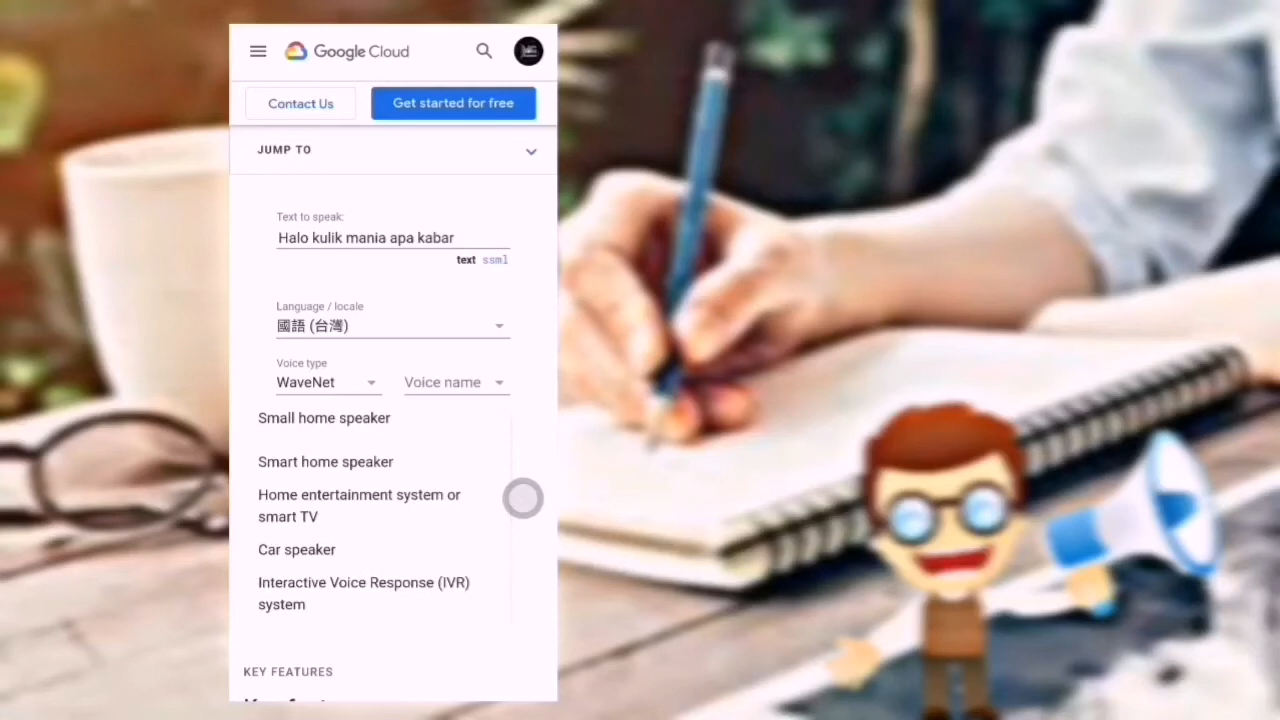 Google Cloud
Contact Us
Get started for free
JUMP TO
Text to speak:
Halo kulik mania apa kabar
text ssml
Language / locale
國語 (台灣)
Voice type
WaveNet
Voice name
Small home speaker
Smart home speaker
Home entertainment system or
smart TV
Car speaker
Interactive Voice Response (IVR)
system
KEY FEATURES